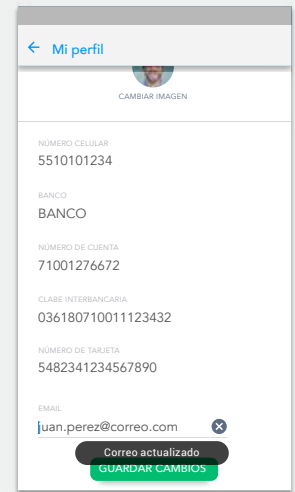 Mi perfil
CAMBIAR IMAGEN
NÚMERO CELULAR
5510101234
BANCO
BANCO
NÚMERO DE CUENTA
71001276672
CLABE INTERBANCARIA
036180710011123432
NÚMERO DE TARJETA
5482341234567890
EMAIL
juan.perez@correo.com
Correo actualizado
GUARDAR CAMBIOS